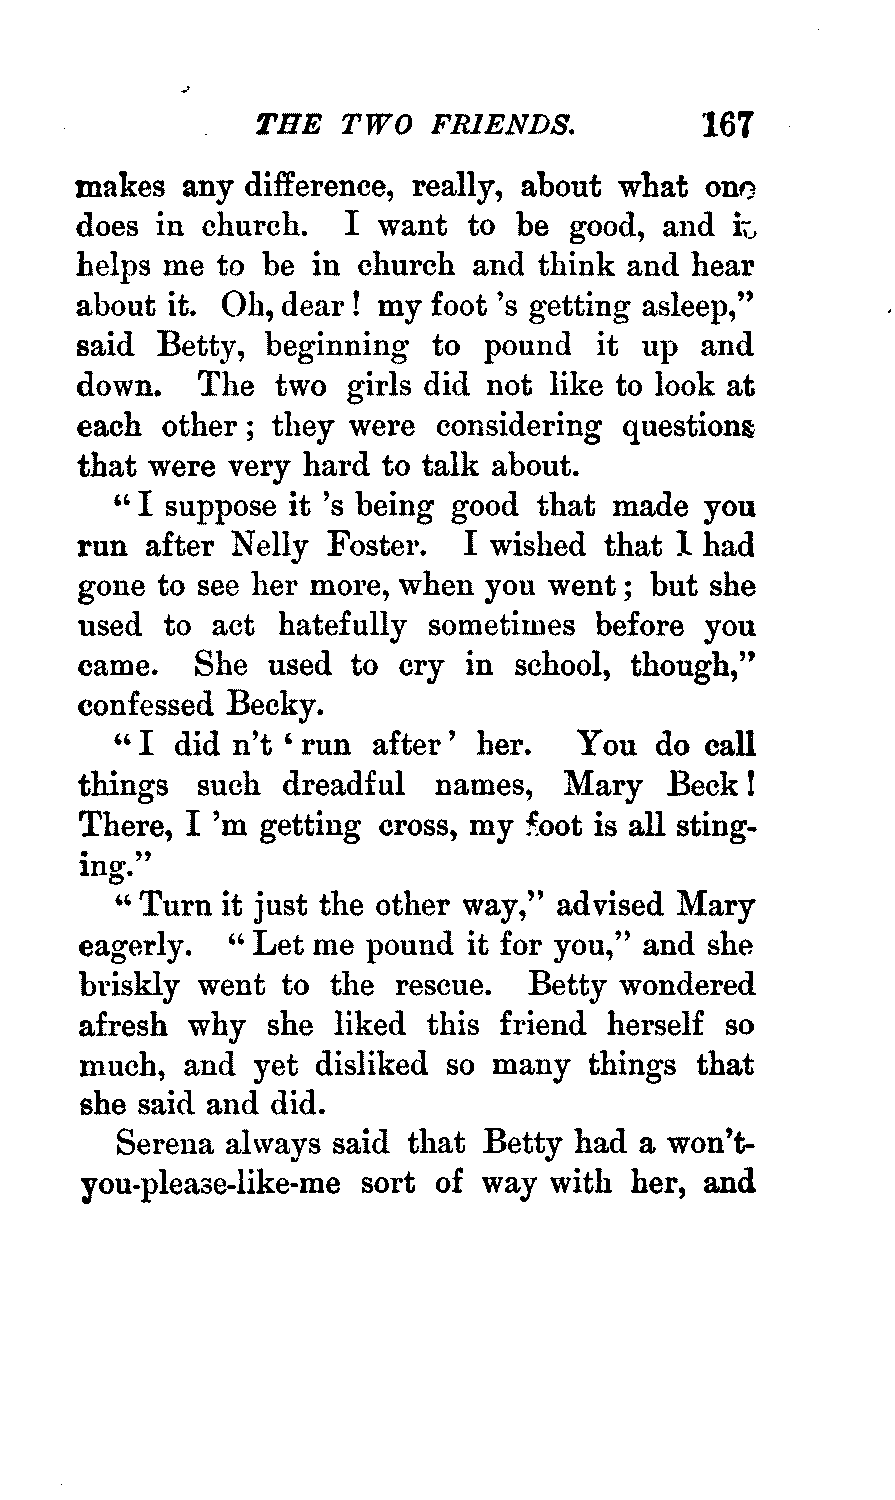 THE TWO FRIENDS. 167
makes any difference, really, about what one
does in church. I want to be good, and it
helps me to be in church and think and hear
about it. Oh, dear! my foot 's getting asleep,"
said Betty, beginning to pound it up and
down. The two girls did not like to look at
each other; they were considering questions
that were very hard to talk about.
"I suppose it 's being good that made you
run after Nelly Foster. I wished that I had
gone to see her more, when you went; but she
used to act hatefully sometimes before you
came. She used to cry in school, though,"
confessed Becky.
"I did n't 'run after' her. You do call
things such dreadful names, Mary Beck!
There, I 'm getting cross, my foot is all sting-
ing."
"Turn it just the other way," advised Mary
eagerly. "Let me pound it for you," and she
briskly went to the rescue. Betty wondered
afresh why she liked this friend herself so
much, and yet disliked so many things that
she said and did.
Serena always said that Betty had a won't-
you-please-like-me sort of way with her, and